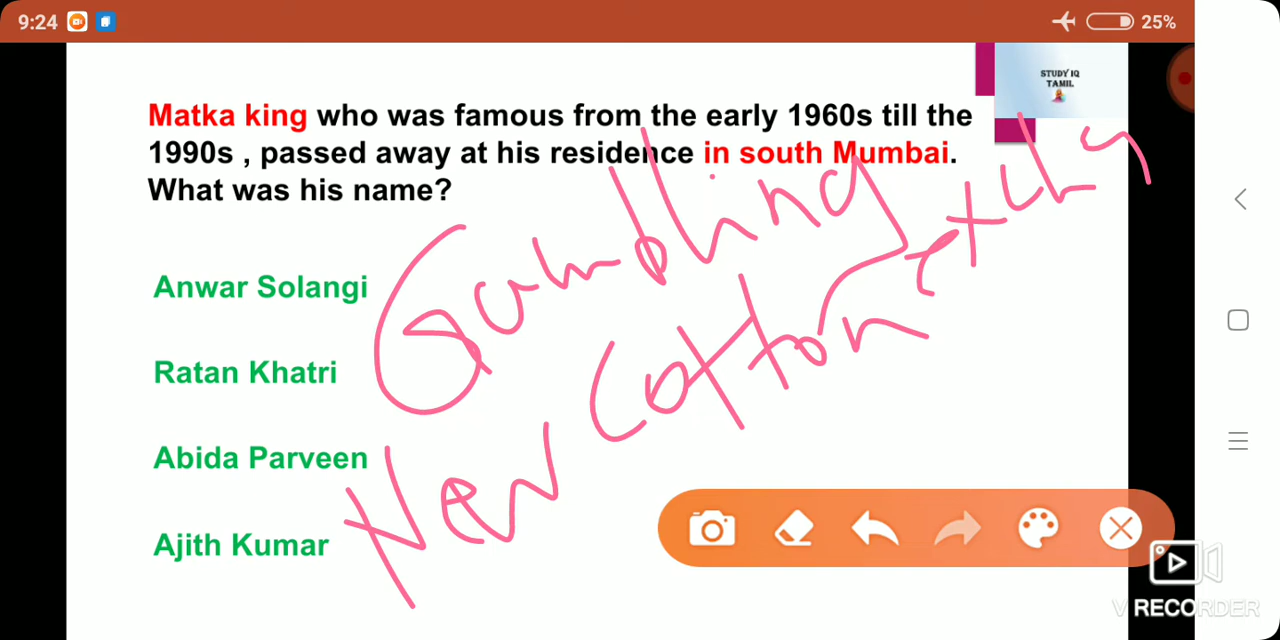 9:24
25%
STUDY IQ
TAMIL
Matka king who was famous from the early 1960s till the
1990s , passed away at his residence in south Mumbai.
What was his name?
Anwar Solangi
Ratan Khatri
Abida Parveen
Ajith Kumar
Gambling
New Cotton
V RECORDER